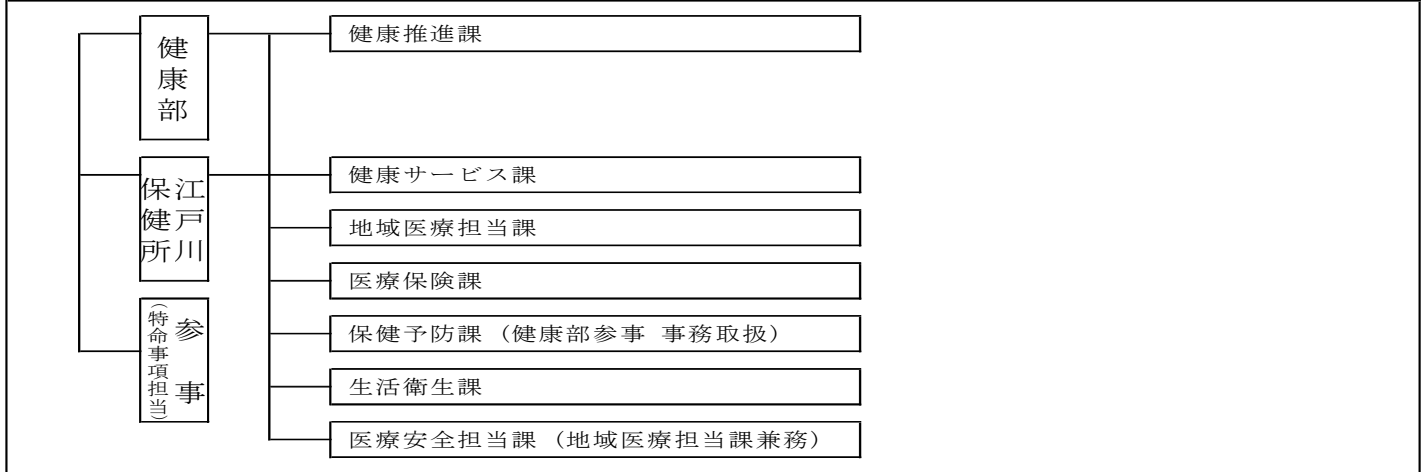 健康部
健康推進課
江戸川
保健所
健康サービス課
地域医療担当課
医療保険課
参事
（特命事項担当）
保健予防課（健康部参事 事務取扱）
生活衛生課
医療安全担当課（地域医療担当課兼務）